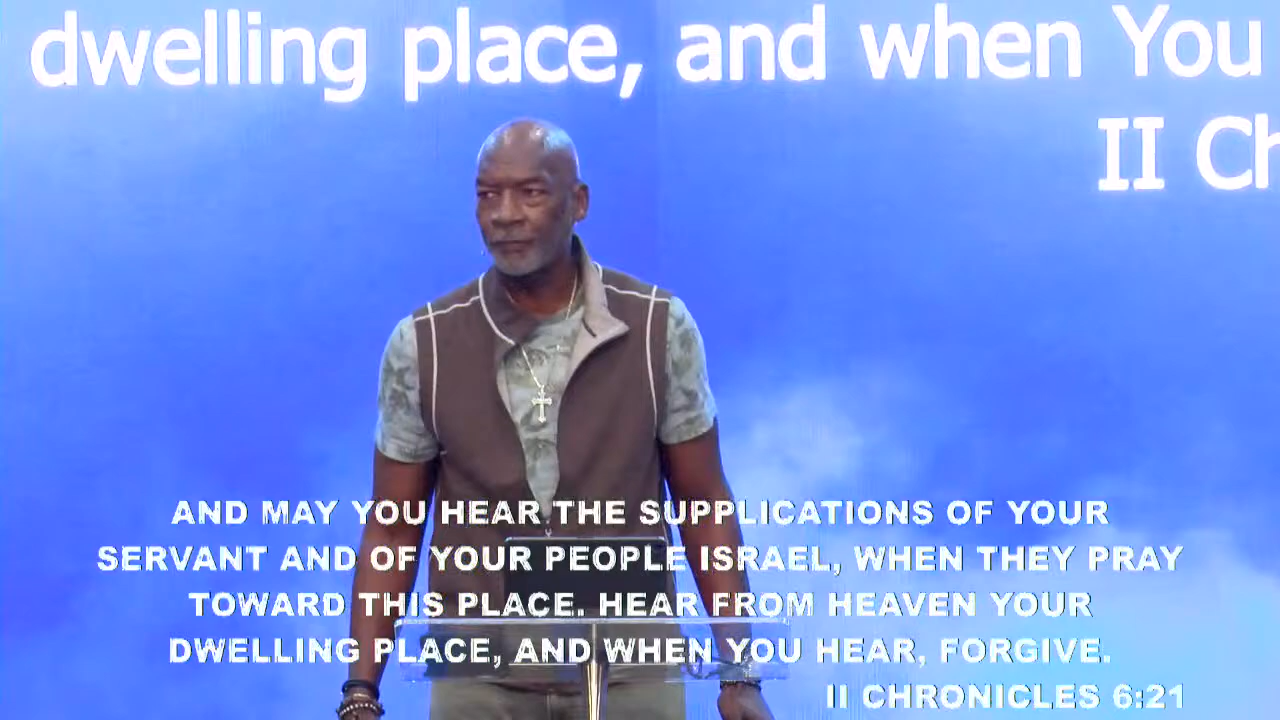 dwelling place, and when You
II Ch
AND MAY YOU HEAR THE SUPPLICATIONS OF YOUR
SERVANT AND OF YOUR PEOPLE ISRAEL, WHEN THEY PRAY
TOWARD THIS PLACE. HEAR FROM HEAVEN YOUR
DWELLING PLACE, AND WHEN YOU HEAR, FORGIVE.
II CHRONICLES 6:21